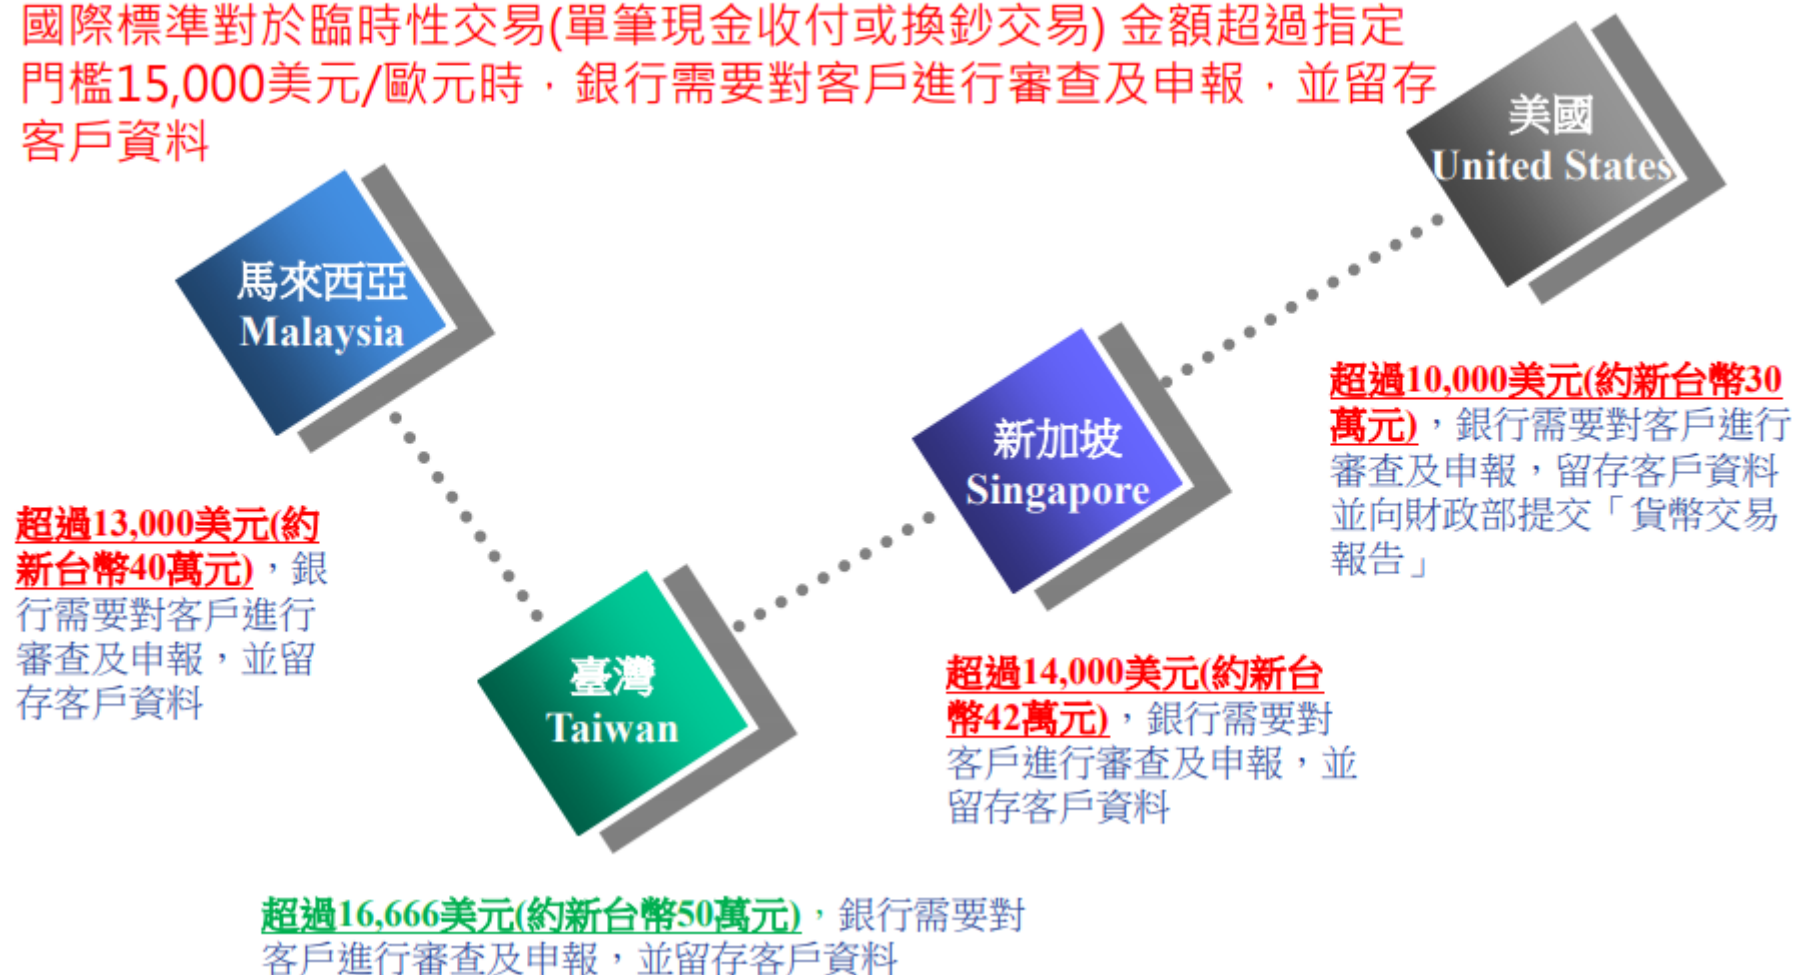 國際標準對於臨時性交易(單筆現金收付或換鈔交易) 金額超過指定
門檻15,000美元/歐元時，銀行需要對客戶進行審查及申報，並留存
客戶資料
馬來西亞
Malaysia
超過13,000美元(約
新台幣40萬元)，銀
行需要對客戶進行
審查及申報，並留
存客戶資料
臺灣
Taiwan
超過16,666美元(約新台幣50萬元)，銀行需要對
客戶進行審查及申報，並留存客戶資料
新加坡
Singapore
超過14,000美元(約新台
幣42萬元)，銀行需要對
客戶進行審查及申報，並
留存客戶資料
美國
United States
超過10,000美元(約新台幣30
萬元)，銀行需要對客戶進行
審查及申報，留存客戶資料
並向財政部提交「貨幣交易
報告」